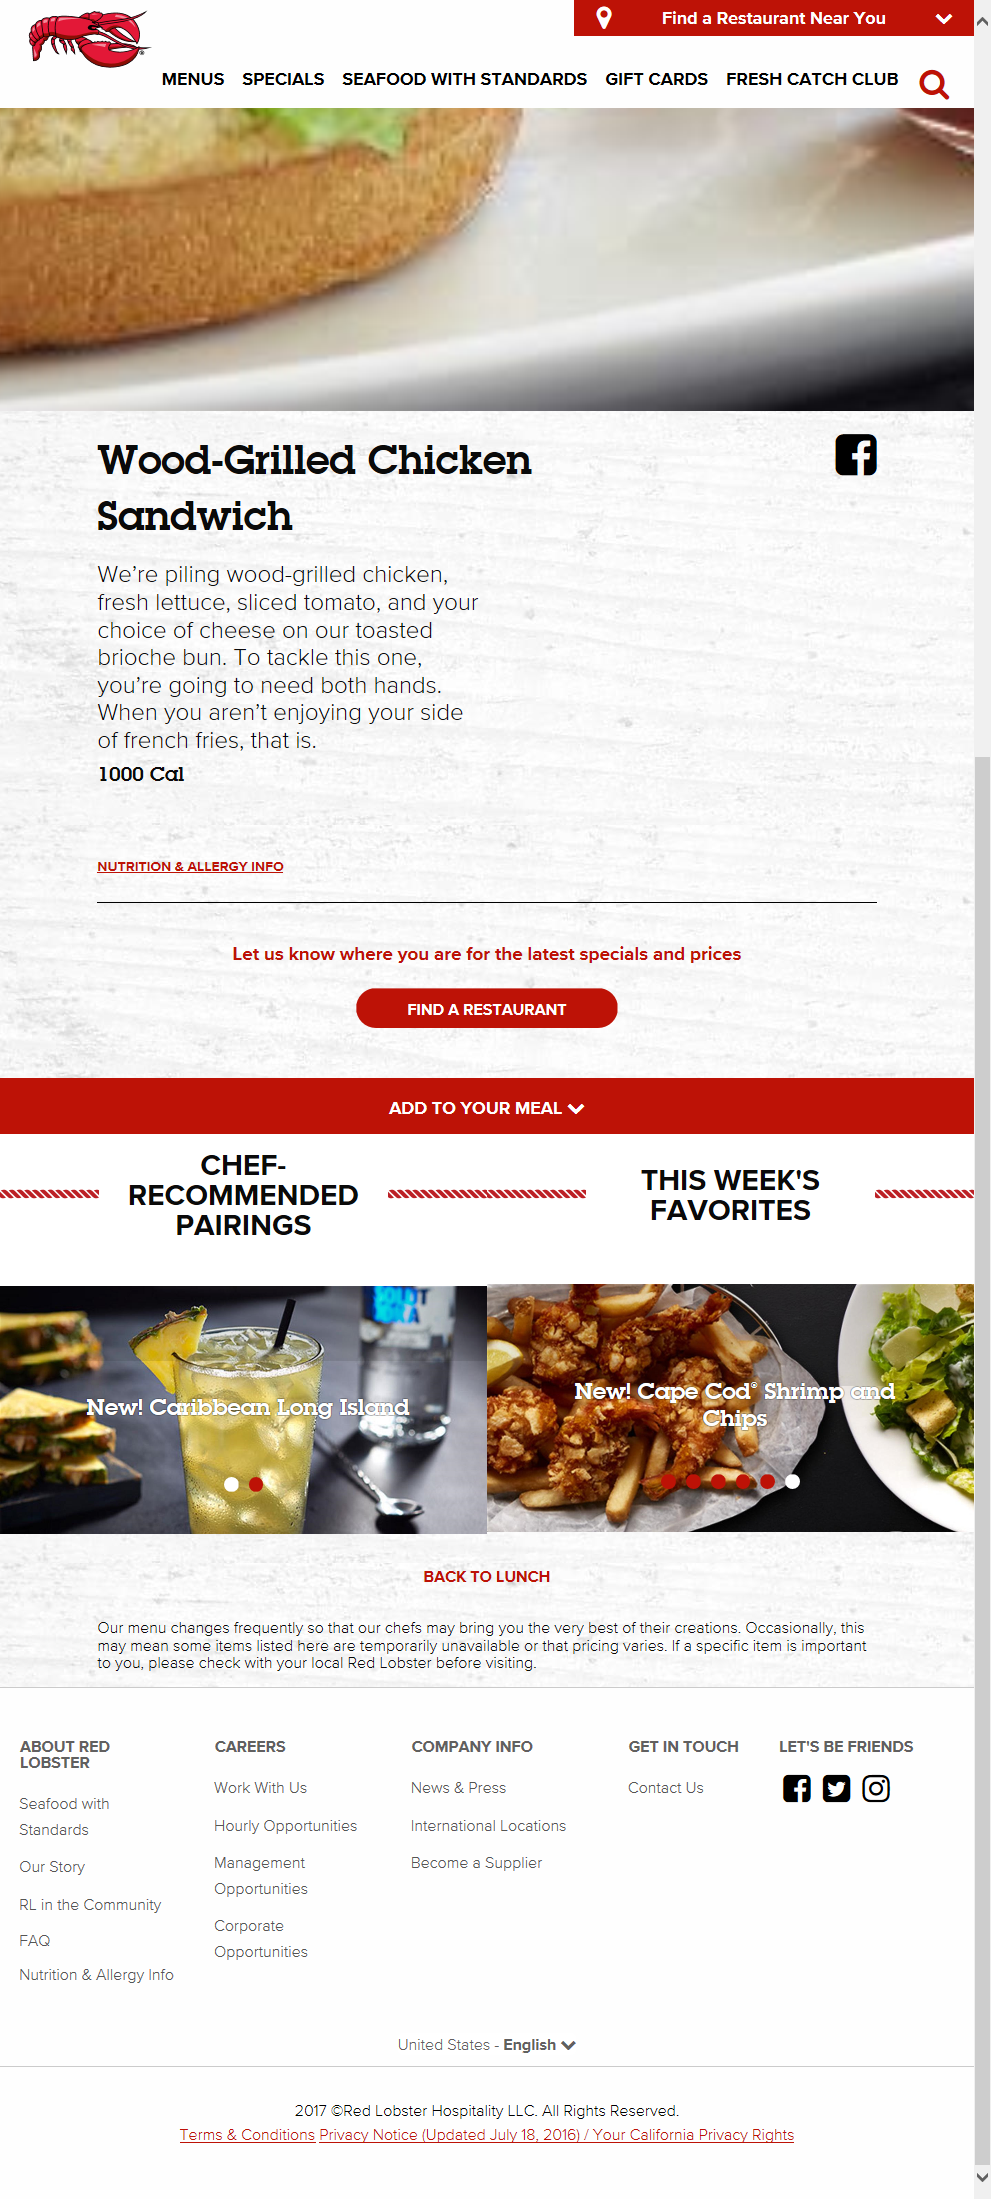 Find a Restaurant Near You
MENUS SPECIALS SEAFOOD WITH STANDARDS GIFT CARDS FRESH CATCH CLUB
Wood-Grilled Chicken
Sandwich
We're piling wood-grilled chicken,
fresh lettuce, sliced tomato, and your
choice of cheese on our toasted
brioche bun. To tackle this one,
you're going to need both hands.
When you aren't enjoying your side
of french fries, that is.
1000 Cal
NUTRITION & ALLERGY INFO
Let us know where you are for the latest specials and prices
FIND A RESTAURANT
ADD TO YOUR MEAL
CHEF-
RECOMMENDED
PAIRINGS
THIS WEEK'S
FAVORITES
New! Caribbean Long Island
New! Cape Cod® Shrimp and
Chips
BACK TO LUNCH
Our menu changes frequently so that our chefs may bring you the very best of their creations. Occasionally, this
may mean some items listed here are temporarily unavailable or that pricing varies. If a specific item is important
to you, please check with your local Red Lobster before visiting.
ABOUT RED
LOBSTER
Seafood with
Standards
Our Story
RL in the Community
FAQ
Nutrition & Allergy Info
CAREERS
Work With Us
Hourly Opportunities
Management
Opportunities
Corporate
Opportunities
COMPANY INFO
News & Press
International Locations
Become a Supplier
GET IN TOUCH
Contact Us
LET'S BE FRIENDS
United States - English
2017 ©Red Lobster Hospitality LLC. All Rights Reserved.
Terms & Conditions Privacy Notice (Updated July 18, 2016) / Your California Privacy Rights